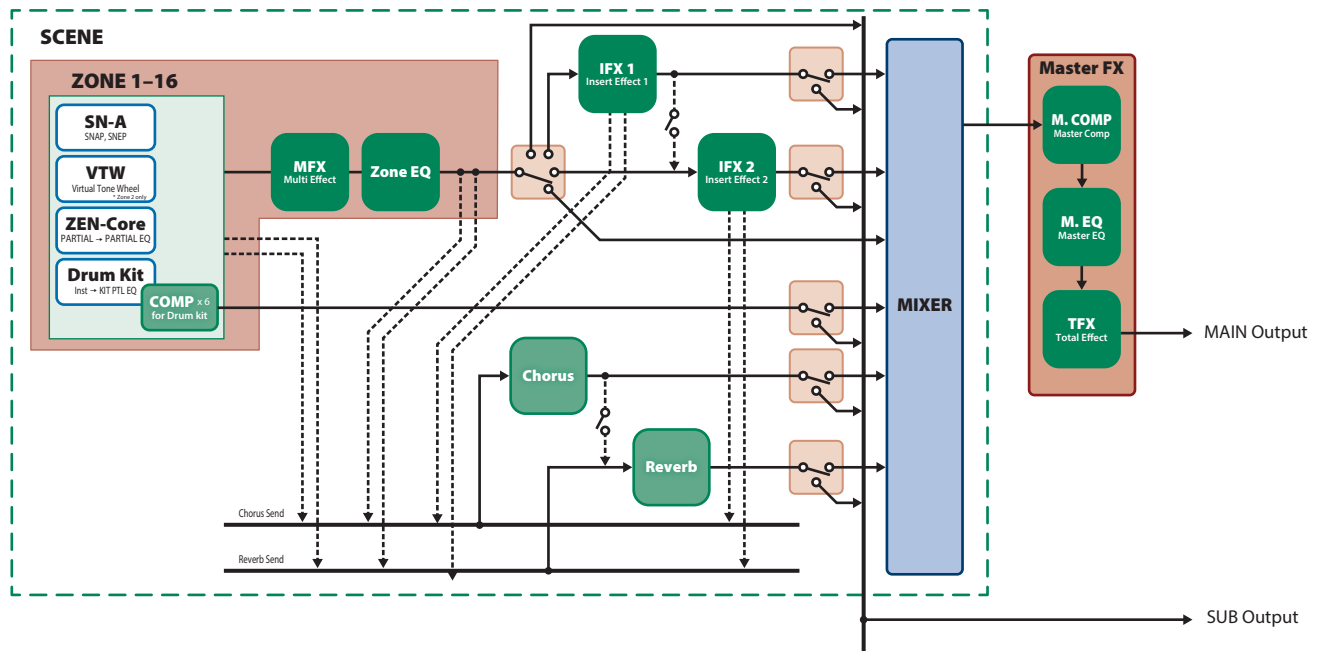 SCENE
ZONE 1–16
SN-A
SNAP, SNEP
VTW
Virtual Tone Wheel
* Zone 2 only
ZEN-Core
PARTIAL → PARTIAL EQ
Drum Kit
Inst → KIT PTL EQ
COMP x 6
for Drum kit
MFX
Multi Effect
Zone EQ
IFX 1
Insert Effect 1
IFX 2
Insert Effect 2
Chorus
Reverb
Chorus Send
Reverb Send
MIXER
Master FX
M. COMP
Master Comp
M. EQ
Master EQ
TFX
Total Effect
MAIN Output
SUB Output